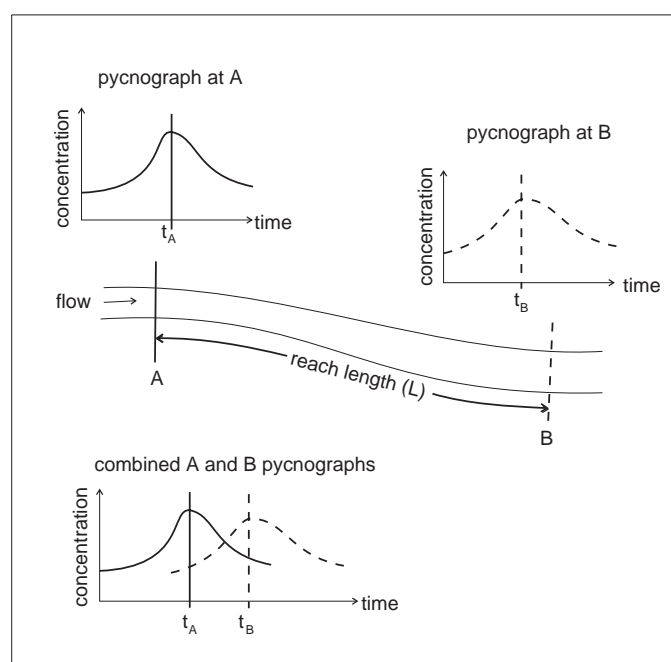 pycnograph at A
concentration
time
t_A
pycnograph at B
concentration
time
t_B
flow
A
reach length (L)
B
combined A and B pycnographs
concentration
time
t_A t_B